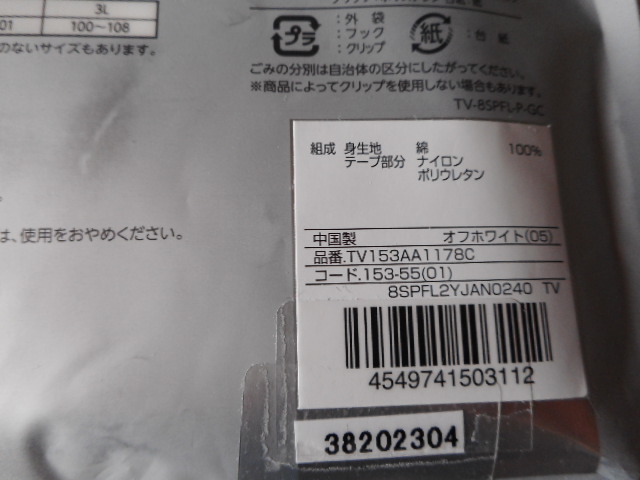 3L
01 100~108
のないサイズもあります。
プラ :外 袋
:フック
:クリップ
紙 :台 紙
ごみの分別は自治体の区分にしたがってください。
※商品によってクリップを使用しない場合もあります。
TV-8SPFL-P-GC
は、使用をおやめください。
組成 身生地 綿 100%
テープ部分 ナイロン
ポリウレタン
中国製 オフホワイト(05)
品番.TV153AA1178C
コード.153-55(01)
8SPFL2YJAN0240 TV
4549741503112
38202304